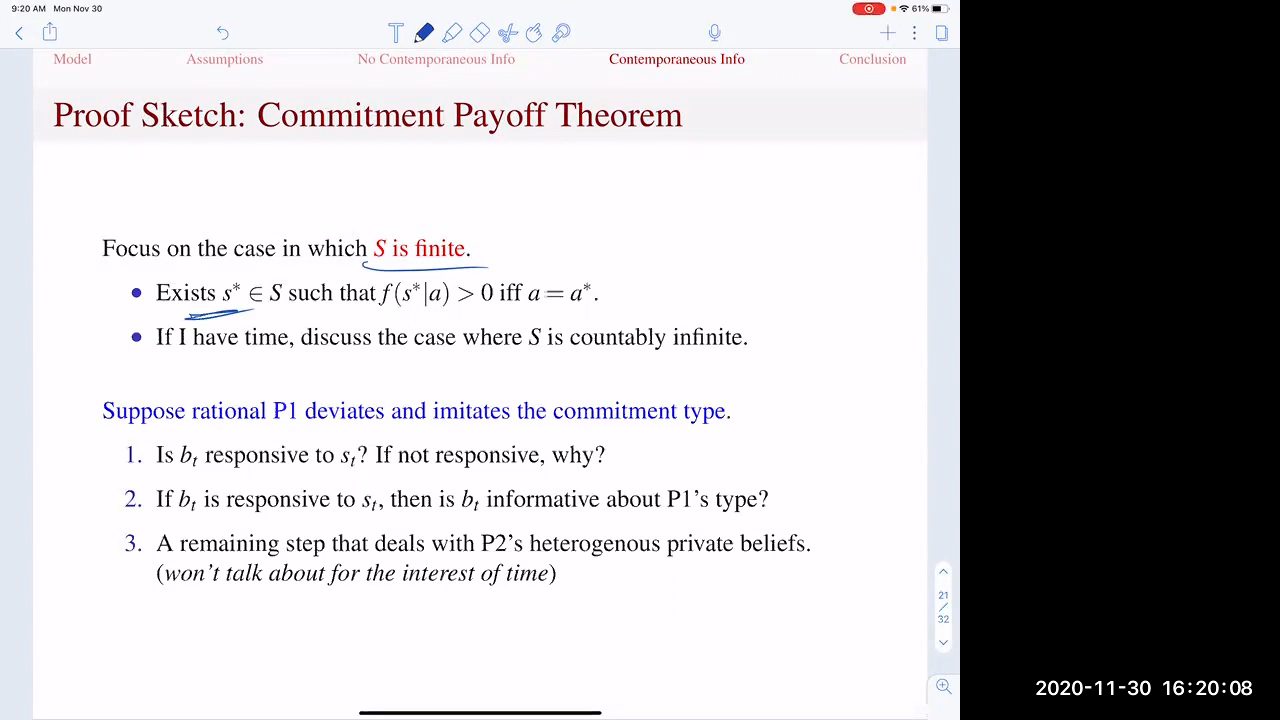 9:20 AM Mon Nov 30
61%
Model Assumptions No Contemporaneous Info Contemporaneous Info Conclusion
Proof Sketch: Commitment Payoff Theorem
Focus on the case in which S is finite.
• Exists s* ∈ S such that f(s*|a) > 0 iff a = a*.
• If I have time, discuss the case where S is countably infinite.
Suppose rational P1 deviates and imitates the commitment type.
1. Is b_t responsive to s_t? If not responsive, why?
2. If b_t is responsive to s_t, then is b_t informative about P1's type?
3. A remaining step that deals with P2's heterogenous private beliefs.
(won't talk about for the interest of time)
21
/
32
2020-11-30 16:20:08